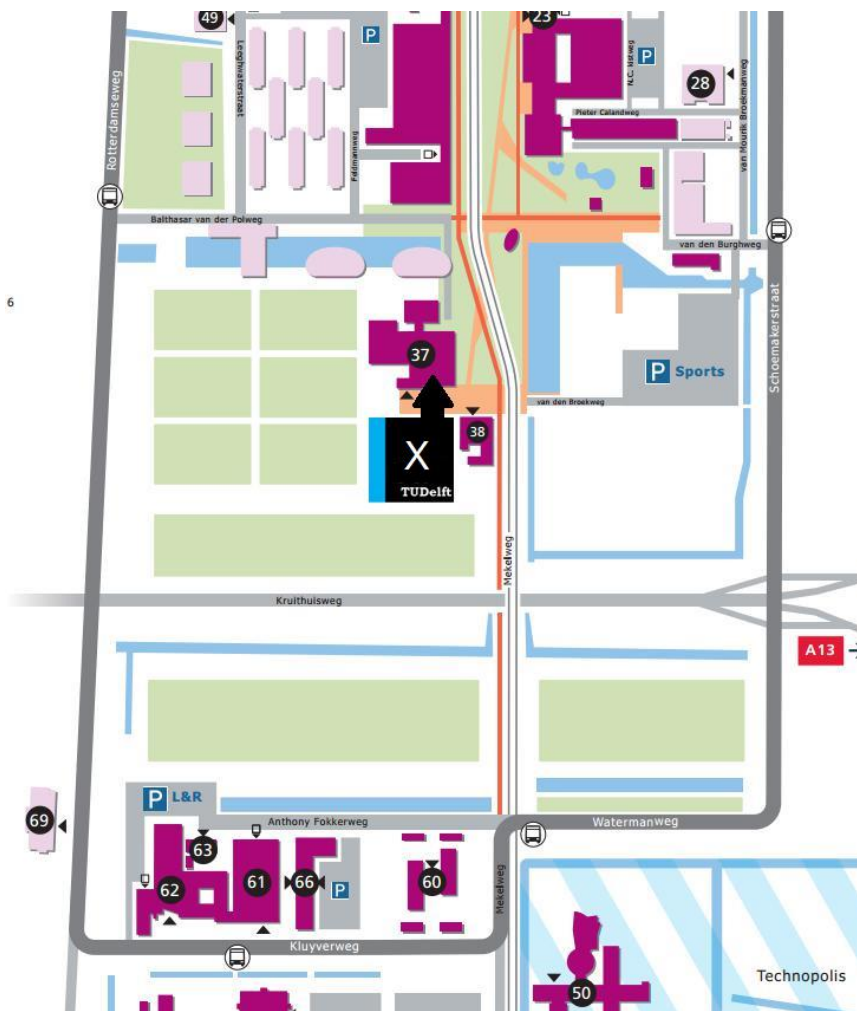 49
P
23
P
28
Leeghwaterstraat
Feldmannweg
N.C. Kistweg
Pieter Calandweg
van Mourik Broekmanweg
Rotterdamseweg
Balthasar van der Polweg
van den Burghweg
6
37
P Sports
Schoemakerstraat
van den Broekweg
38
X
TUDelft
Mekelweg
Kruithuisweg
A13
P L&R
69
Anthony Fokkerweg
Watermanweg
63
62
61
66
P
60
Mekelweg
Kluyverweg
Technopolis
50